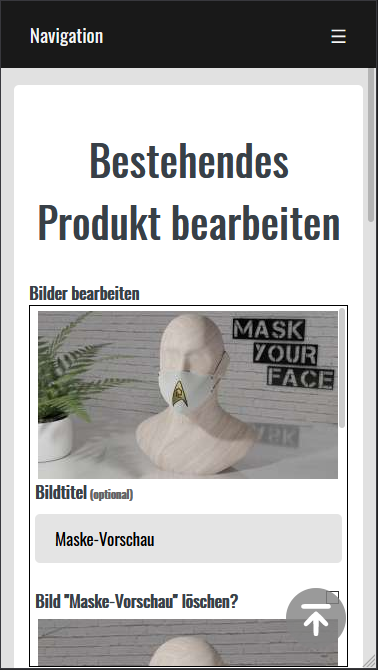 Navigation
Bestehendes
Produkt bearbeiten
Bilder bearbeiten
MASK
YOUR
FACE
Bildtitel (optional)
Maske-Vorschau
Bild "Maske-Vorschau" löschen?